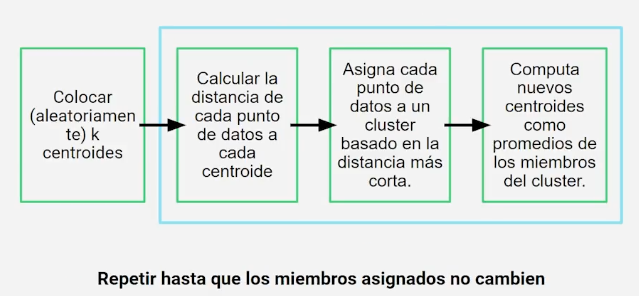 Colocar
(aleatoriamen
te) k
centroides
Calcular la
distancia de
cada punto
de datos a
cada
centroide
Asigna cada
punto de
datos a un
cluster
basado en la
distancia más
corta.
Computa
nuevos
centroides
como
promedios de
los miembros
del cluster.
Repetir hasta que los miembros asignados no cambien